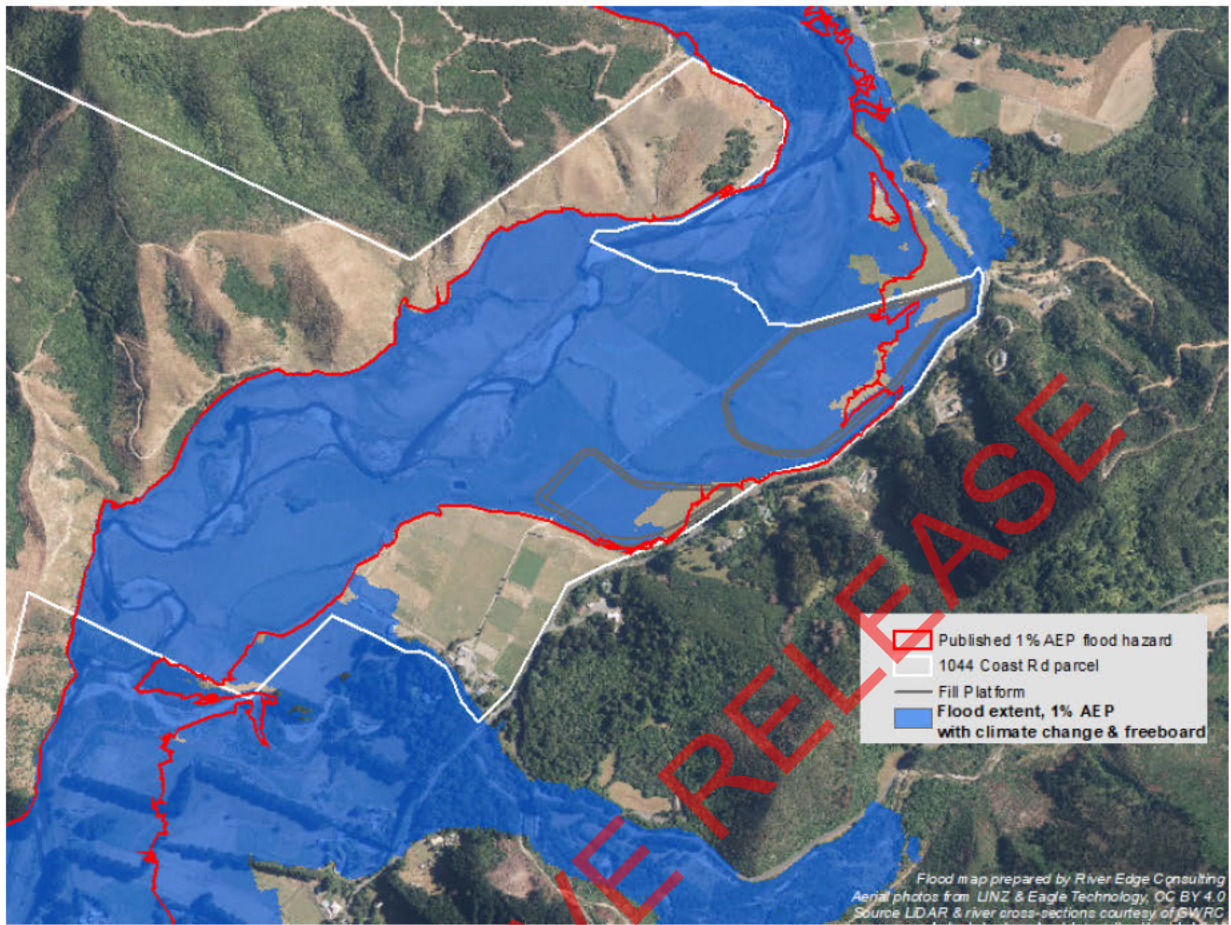 Published 1% AEP flood hazard
1044 Coast Rd parcel
Fill Platform
Flood extent, 1% AEP
with climate change & freeboard
VE RELEASE
Flood map prepared by River Edge Consulting
Aerial photos from LINZ & Eagle Technology, CC BY 4.0
Source LiDAR & river cross-sections courtesy of GWRC